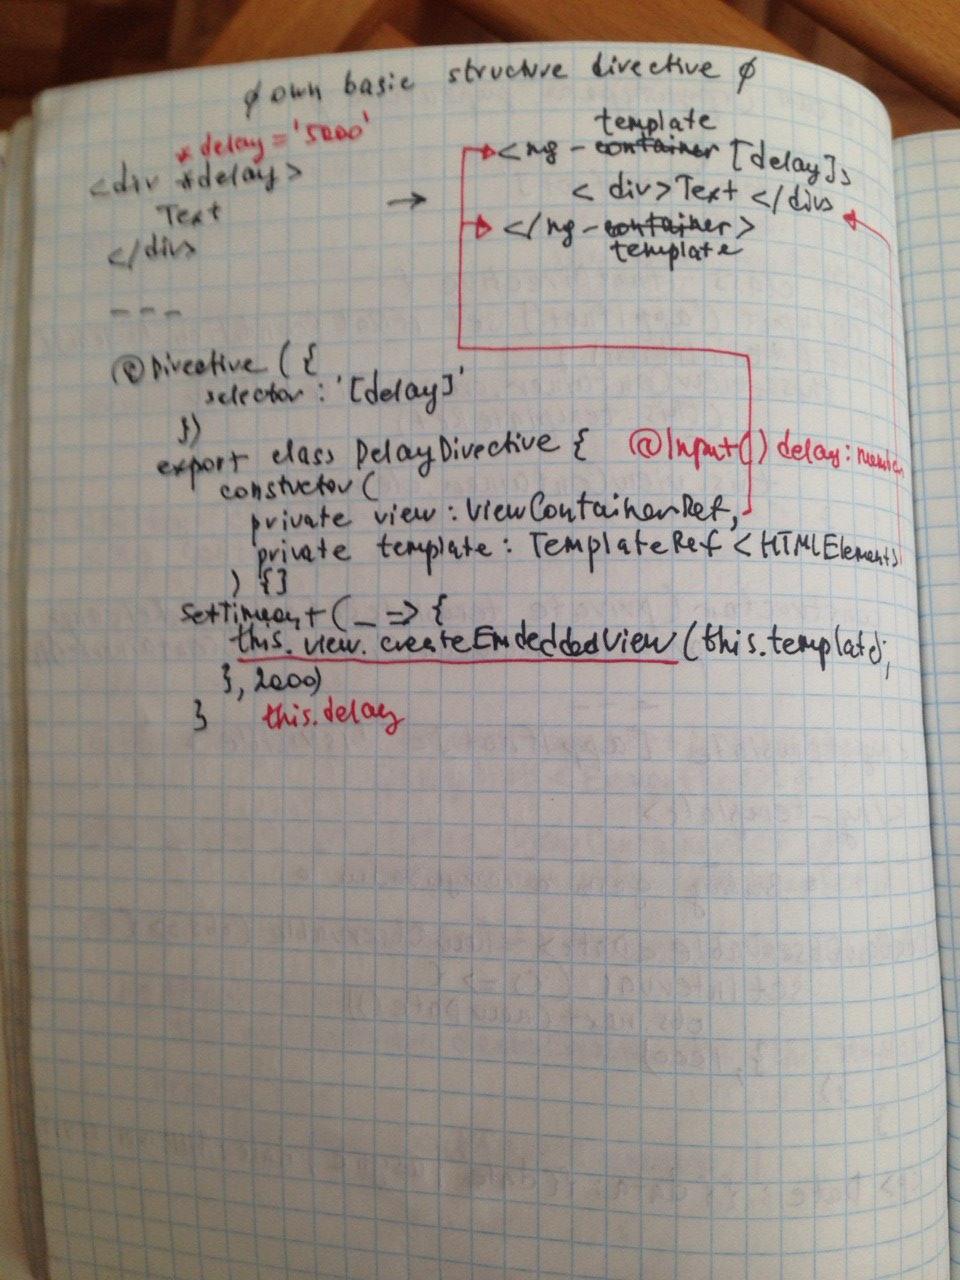 ∮ own basic structure directive ∮
* delay = '5000'
<div *delay>
Text
</div>
→
template
<ng - container [delay]>
<div>Text </div>
</ng - container>
template
---
@Directive ({
selector : '[delay]'
})
export class DelayDirective {
@Input() delay : number
constuctor (
private view : ViewContainerRef,
private template : TemplateRef <HTMLElement>
) {}
setTimeout (_ => {
this. view. createEmdeddedView (this.template);
}, 2000)
} this.delay